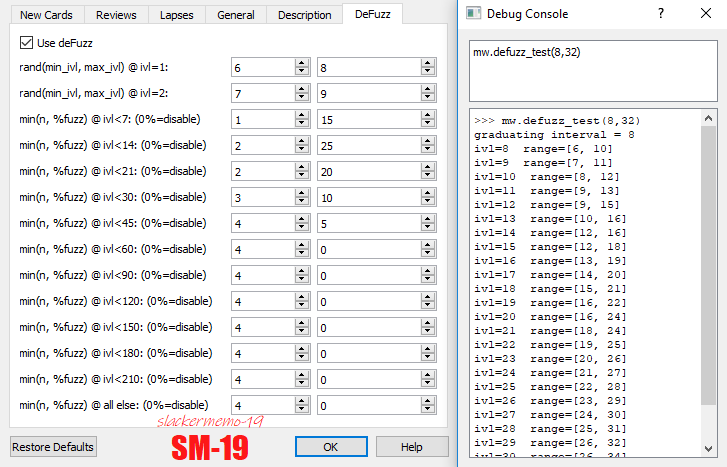 New Cards Reviews Lapses General Description DeFuzz
Use deFuzz
rand(min_ivl, max_ivl) @ ivl=1: 6 8
rand(min_ivl, max_ivl) @ ivl=2: 7 9
min(n, %fuzz) @ ivl<7: (0%=disable) 1 15
min(n, %fuzz) @ ivl<14: (0%=disable) 2 25
min(n, %fuzz) @ ivl<21: (0%=disable) 2 20
min(n, %fuzz) @ ivl<30: (0%=disable) 3 10
min(n, %fuzz) @ ivl<45: (0%=disable) 4 5
min(n, %fuzz) @ ivl<60: (0%=disable) 4 0
min(n, %fuzz) @ ivl<90: (0%=disable) 4 0
min(n, %fuzz) @ ivl<120: (0%=disable) 4 0
min(n, %fuzz) @ ivl<150: (0%=disable) 4 0
min(n, %fuzz) @ ivl<180: (0%=disable) 4 0
min(n, %fuzz) @ ivl<210: (0%=disable) 4 0
min(n, %fuzz) @ all else: (0%=disable) 4 0
slackermemo-19
SM-19
Restore Defaults OK Help
Debug Console
mw.defuzz_test(8,32)
>>> mw.defuzz_test(8,32)
graduating interval = 8
ivl=8 range=[6, 10]
ivl=9 range=[7, 11]
ivl=10 range=[8, 12]
ivl=11 range=[9, 13]
ivl=12 range=[9, 15]
ivl=13 range=[10, 16]
ivl=14 range=[12, 16]
ivl=15 range=[12, 18]
ivl=16 range=[13, 19]
ivl=17 range=[14, 20]
ivl=18 range=[15, 21]
ivl=19 range=[16, 22]
ivl=20 range=[16, 24]
ivl=21 range=[18, 24]
ivl=22 range=[19, 25]
ivl=23 range=[20, 26]
ivl=24 range=[21, 27]
ivl=25 range=[22, 28]
ivl=26 range=[23, 29]
ivl=27 range=[24, 30]
ivl=28 range=[25, 31]
ivl=29 range=[26, 32]
ivl=30 range=[26, 34]